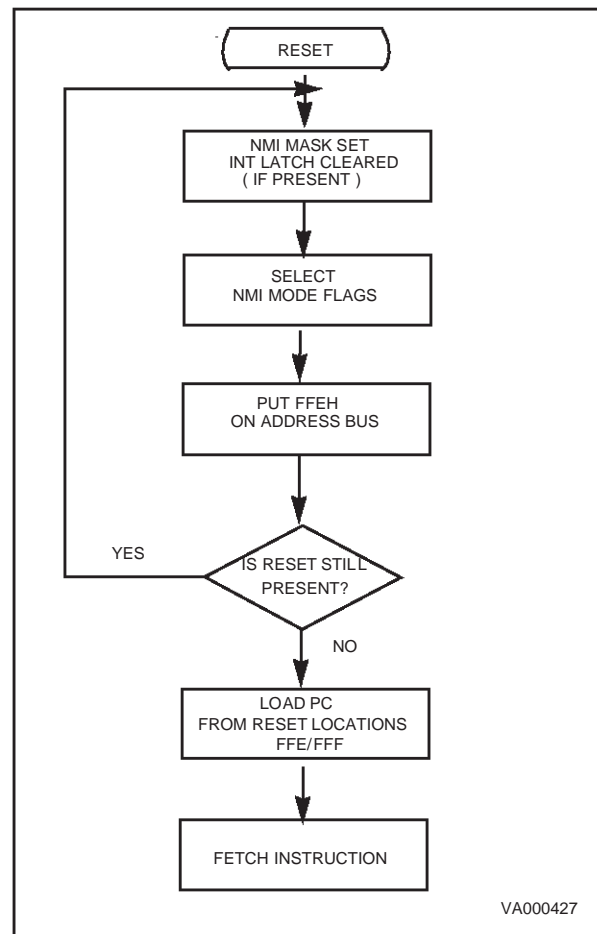 RESET
NMI MASK SET
INT LATCH CLEARED
( IF PRESENT )
SELECT
NMI MODE FLAGS
PUT FFEH
ON ADDRESS BUS
IS RESET STILL
PRESENT?
YES
NO
LOAD PC
FROM RESET LOCATIONS
FFE/FFF
FETCH INSTRUCTION
VA000427